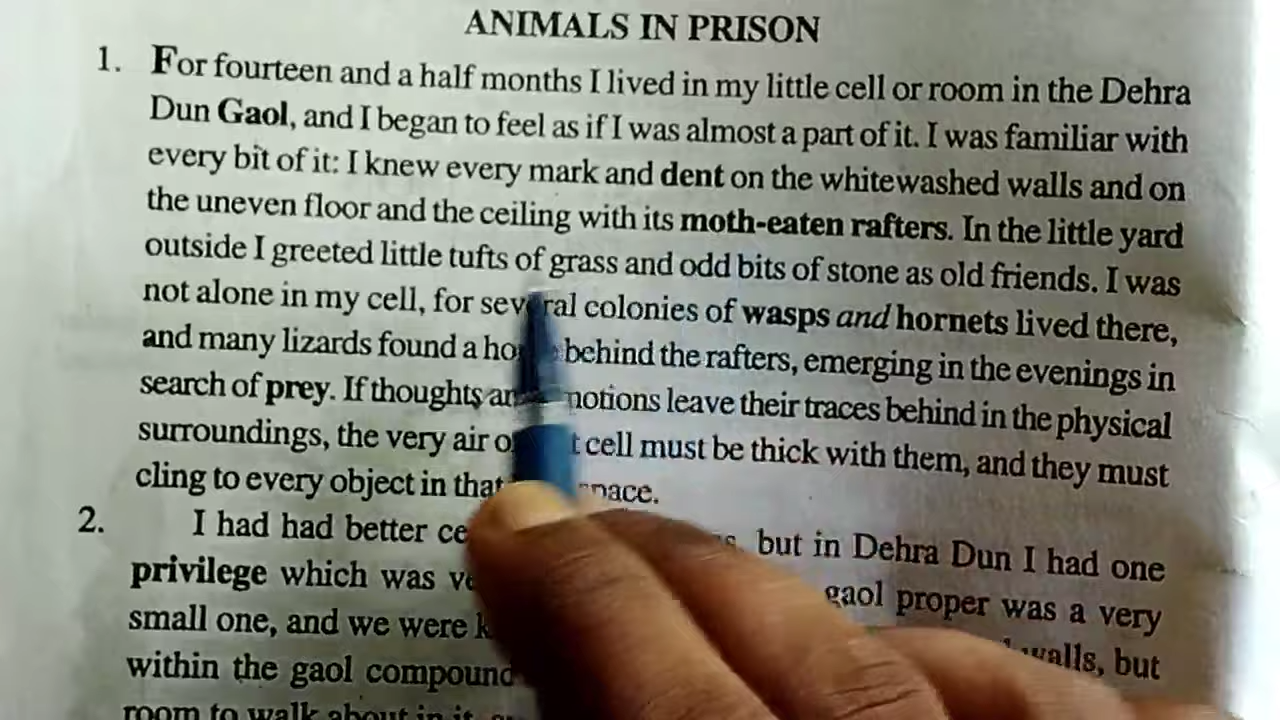 ANIMALS IN PRISON
1. For fourteen and a half months I lived in my little cell or room in the Dehra
Dun Gaol, and I began to feel as if I was almost a part of it. I was familiar with
every bit of it: I knew every mark and dent on the whitewashed walls and on
the uneven floor and the ceiling with its moth-eaten rafters. In the little yard
outside I greeted little tufts of grass and odd bits of stone as old friends. I was
not alone in my cell, for several colonies of wasps and hornets lived there,
and many lizards found a behind the rafters, emerging in the evenings in
search of prey. If thoughts leave their traces behind in the physical
surroundings, the very air cell must be thick with them, and they must
cling to every object in that space.
2. I had had better but in Dehra Dun I had one
privilege which was gaol proper was a very
small one, and we were walls, but
within the gaol compound
room to walk about in it